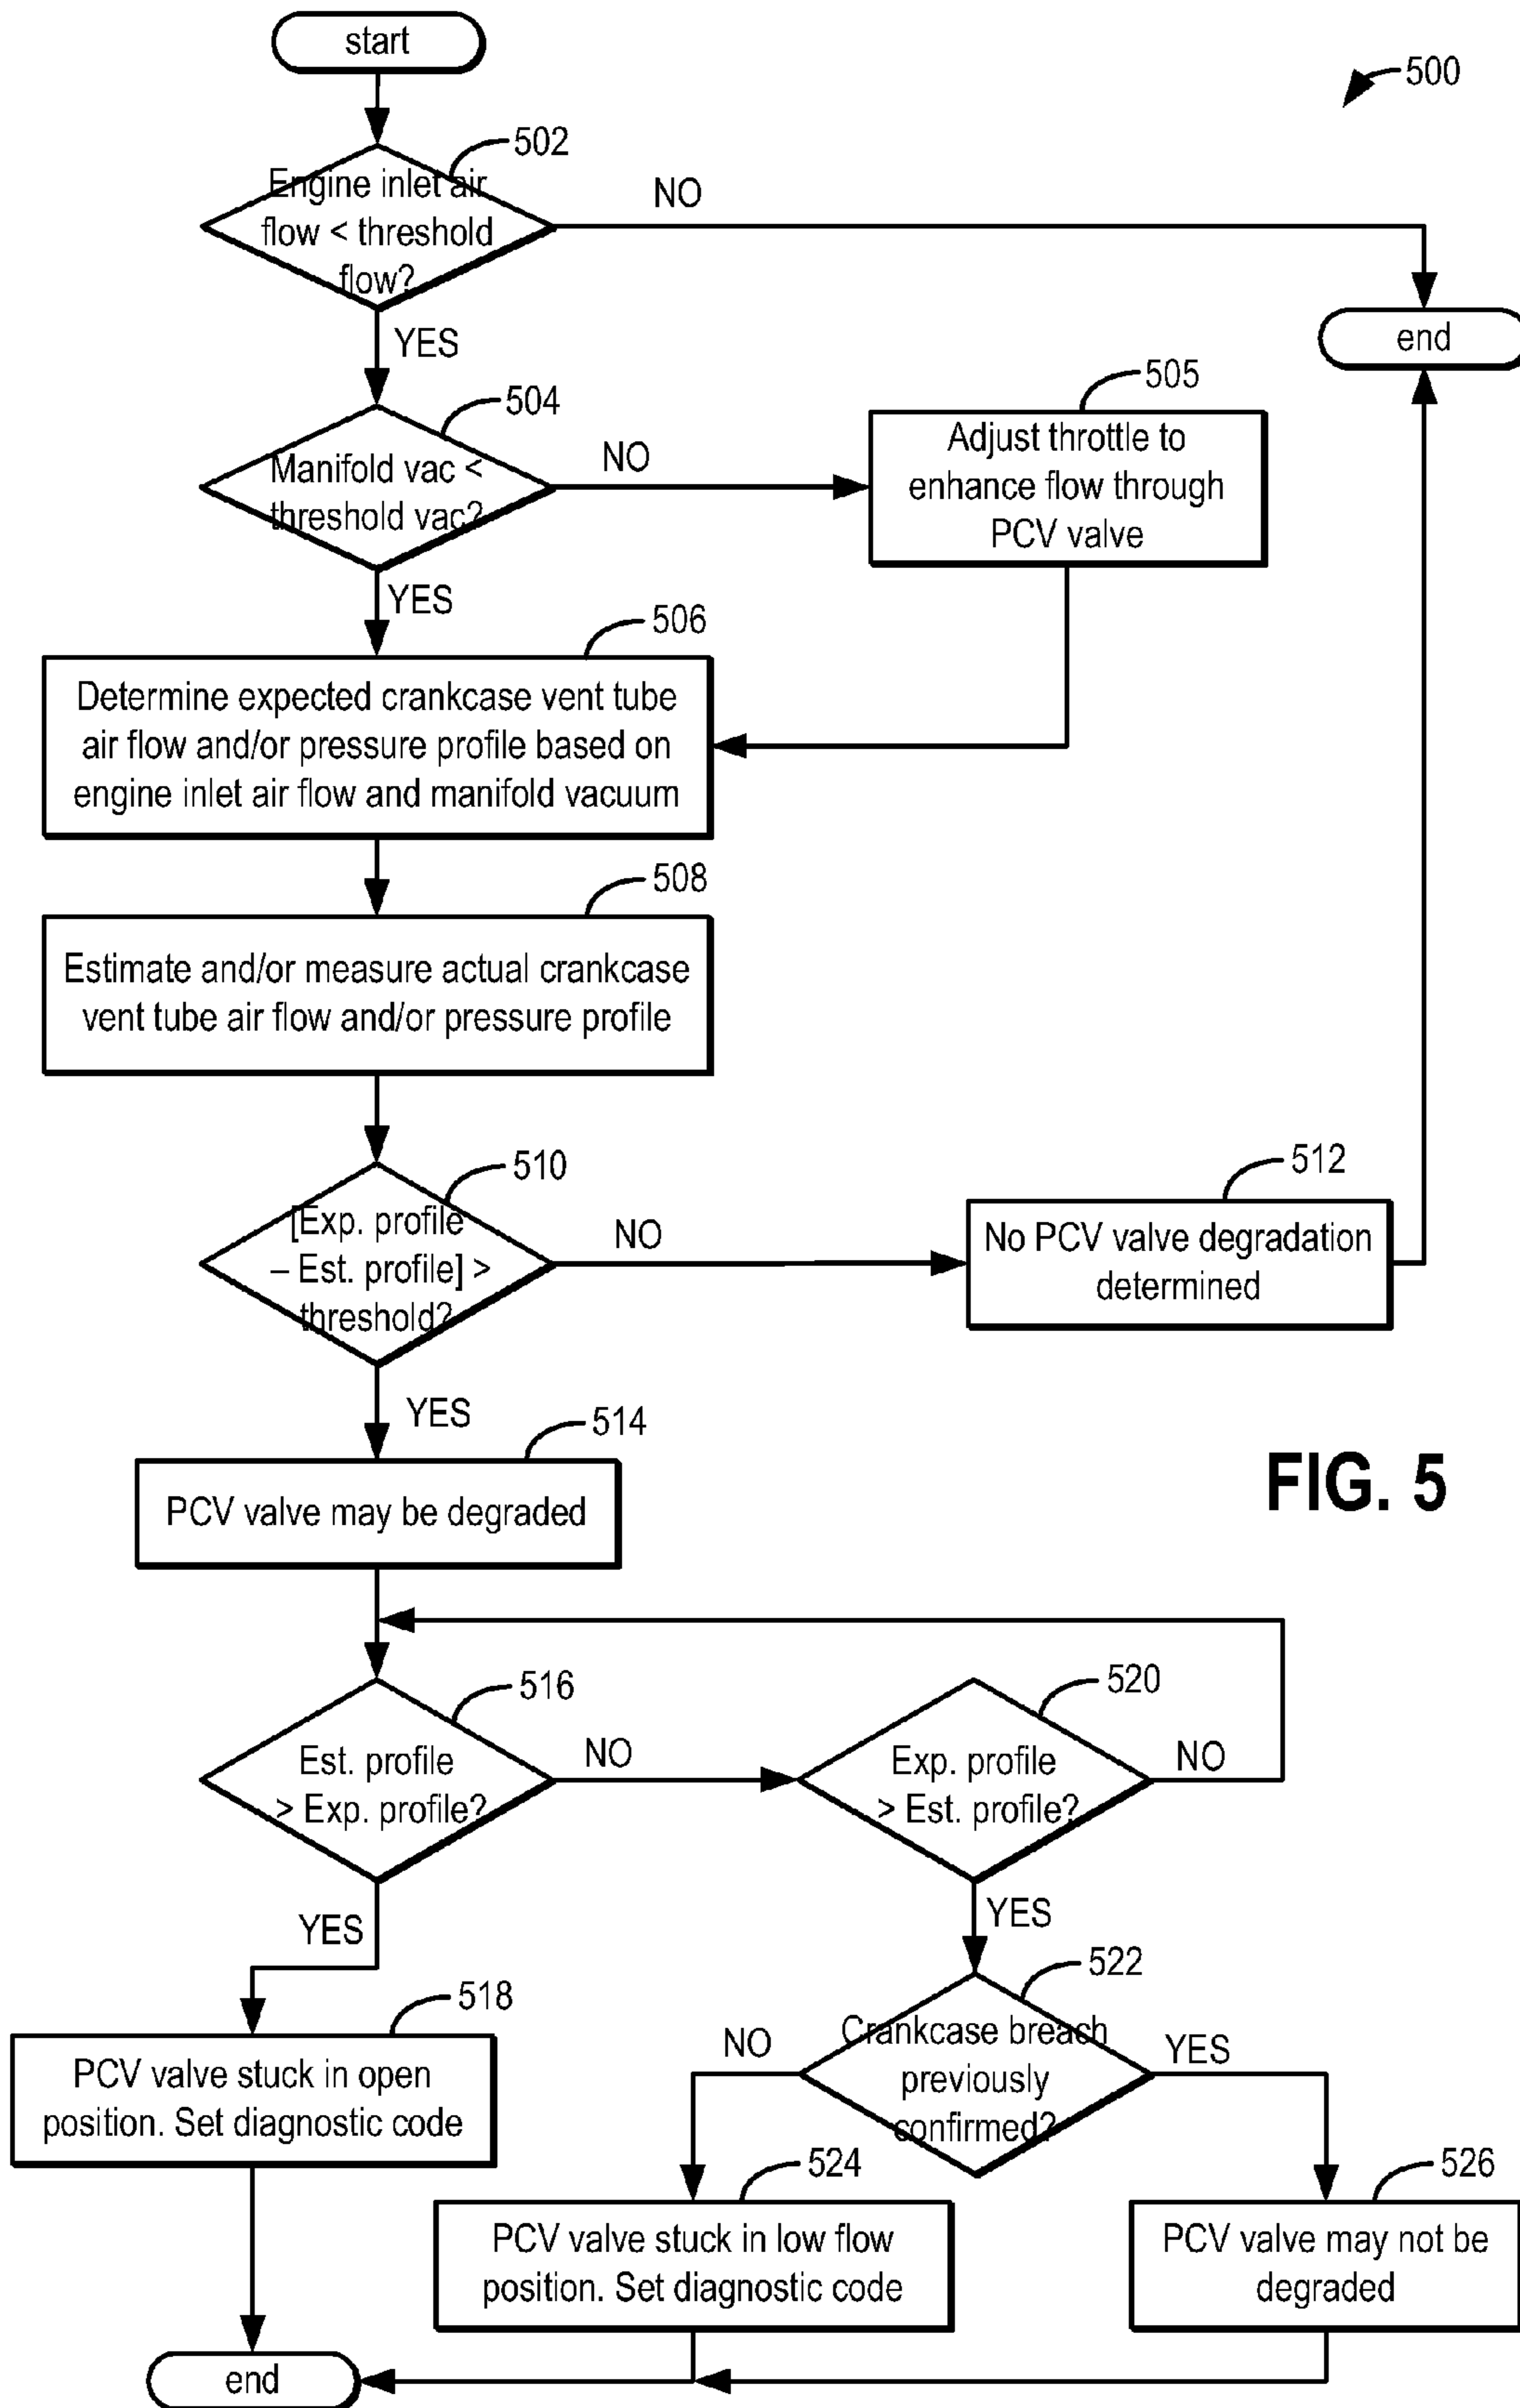 start
500
502
Engine inlet air
flow < threshold
flow?
NO
end
YES
504
Manifold vac <
threshold vac?
NO
505
Adjust throttle to
enhance flow through
PCV valve
YES
506
Determine expected crankcase vent tube
air flow and/or pressure profile based on
engine inlet air flow and manifold vacuum
508
Estimate and/or measure actual crankcase
vent tube air flow and/or pressure profile
510
[Exp. profile
– Est. profile] >
threshold?
NO
512
No PCV valve degradation
determined
YES
514
PCV valve may be degraded
FIG. 5
516
Est. profile
> Exp. profile?
NO
520
Exp. profile
> Est. profile?
NO
YES
YES
522
Crankcase breach
previously
confirmed?
NO
YES
518
PCV valve stuck in open
position. Set diagnostic code
524
PCV valve stuck in low flow
position. Set diagnostic code
526
PCV valve may not be
degraded
end